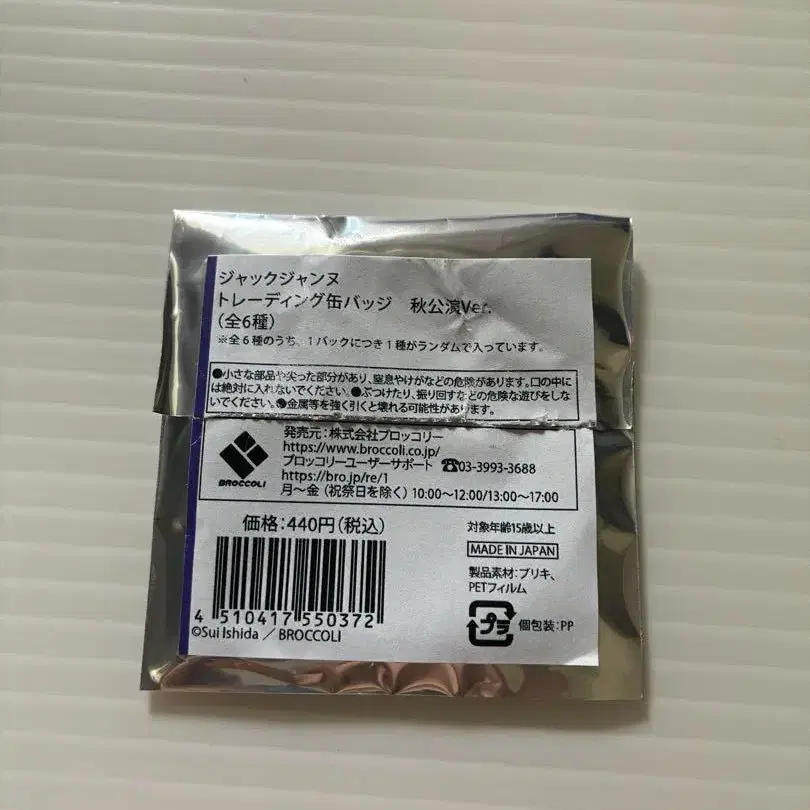 ジャックジャンヌ
トレーディング缶バッジ 秋公演Ver.
(全6種)
※全6種のうち、1パックにつき1種がランダムで入っています。
●小さな部品や尖った部分があり、窒息やけがなどの危険があります。口の中に
は絶対に入れないでください。●ぶつけたり、振り回すなどの危険な遊びをしな
いでください。●金属等を強く引くと壊れる可能性があります。
BROCCOLI
発売元:株式会社ブロッコリー
https://www.broccoli.co.jp/
ブロッコリーユーザーサポート ☎03-3993-3688
https://bro.jp/re/1
月~金(祝祭日を除く)10:00~12:00/13:00~17:00
価格:440円(税込)
4 510417 550372
©Sui Ishida / BROCCOLI
対象年齢15歳以上
MADE IN JAPAN
製品素材:ブリキ、
PETフィルム
プラ 個包装:PP